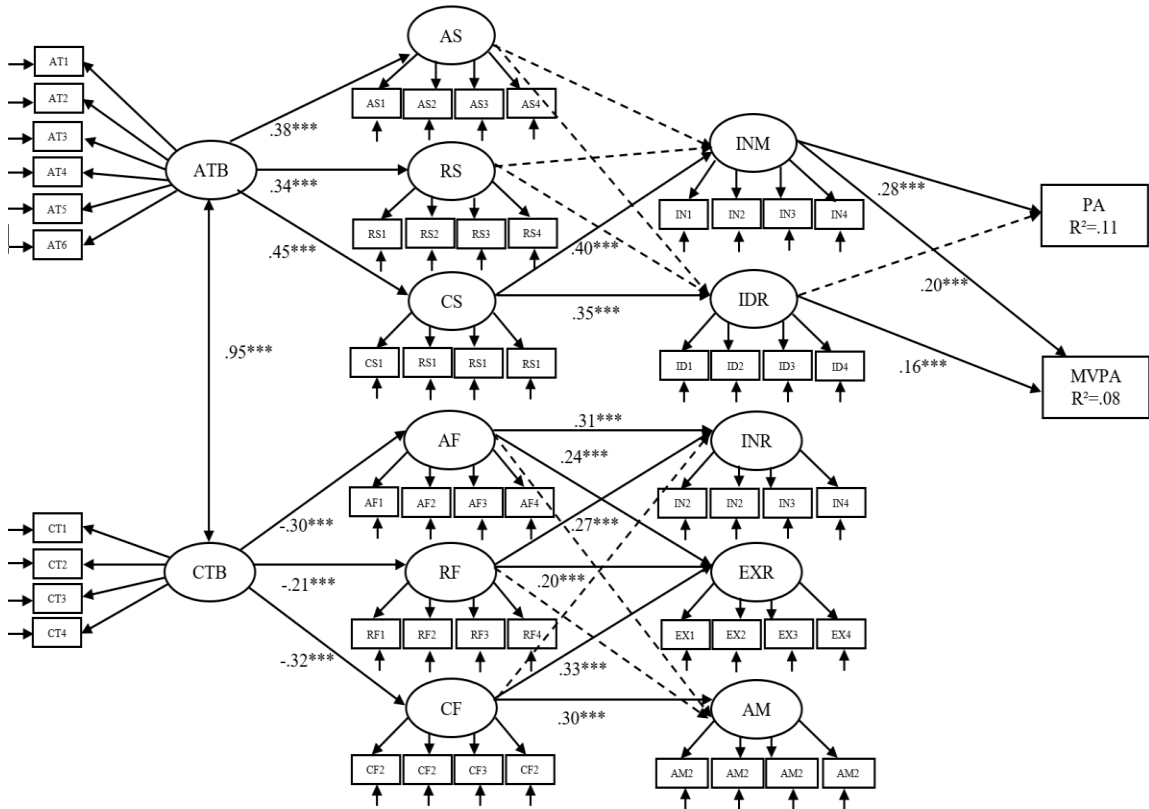 AS
AT1
AT2
AT3
AT4
AT5
AT6
ATB
.38***
AS1
AS2
AS3
AS4
.34***
RS
RS1
RS2
RS3
RS4
.45***
CS
CS1
RS1
RS1
RS1
INM
IN1
IN2
IN3
IN4
.40***
.35***
IDR
ID1
ID2
ID3
ID4
.28***
PA
R²=.11
.20***
.16***
MVPA
R²=.08
.95***
CT1
CT2
CT3
CT4
CTB
-.30***
-.21***
-.32***
AF
AF1
AF2
AF3
AF4
RF
RF1
RF2
RF3
RF4
CF
CF2
CF2
CF3
CF2
.31***
.24***
.27***
.20***
.33***
.30***
INR
IN2
IN2
IN3
IN4
EXR
EX1
EX2
EX3
EX4
AM
AM2
AM2
AM2
AM2